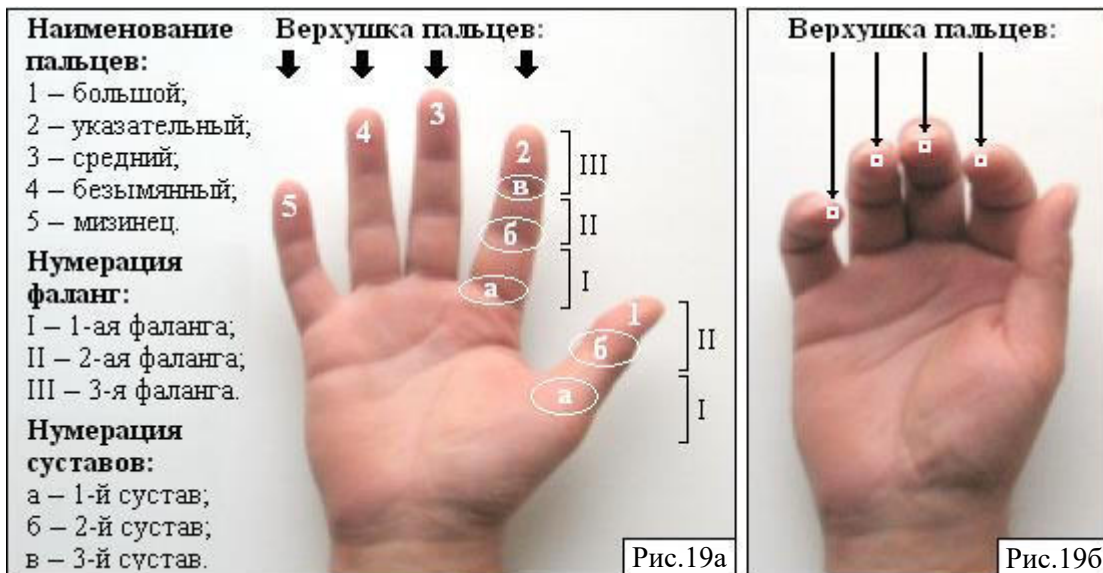 Наименование
пальцев:
1 – большой;
2 – указательный;
3 – средний;
4 – безымянный;
5 – мизинец.
Нумерация
фаланг:
I – 1-ая фаланга;
II – 2-ая фаланга;
III – 3-я фаланга.
Нумерация
суставов:
а – 1-й сустав;
б – 2-й сустав;
в – 3-й сустав.
Верхушка пальцев:
5
4
3
2
в
б
а
III
II
I
1
б
а
II
I
Рис.19а
Верхушка пальцев:
Рис.19б